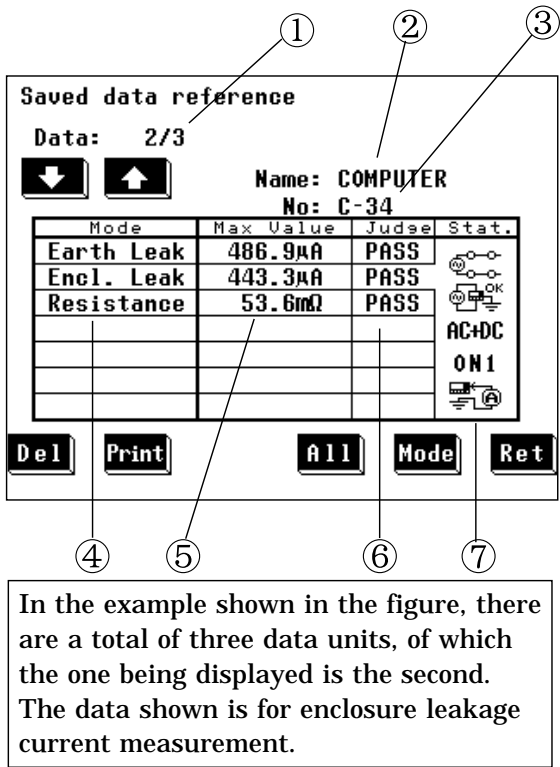 ① ② ③
Saved data reference
Data: 2/3
Name: COMPUTER
No: C-34
Mode Max Value Judge Stat.
Earth Leak 486.9µA PASS
Encl. Leak 443.3µA PASS
Resistance 53.6mΩ PASS
OK
AC+DC
ON1
A
Del Print All Mode Ret
④ ⑤ ⑥ ⑦
In the example shown in the figure, there
are a total of three data units, of which
the one being displayed is the second.
The data shown is for enclosure leakage
current measurement.